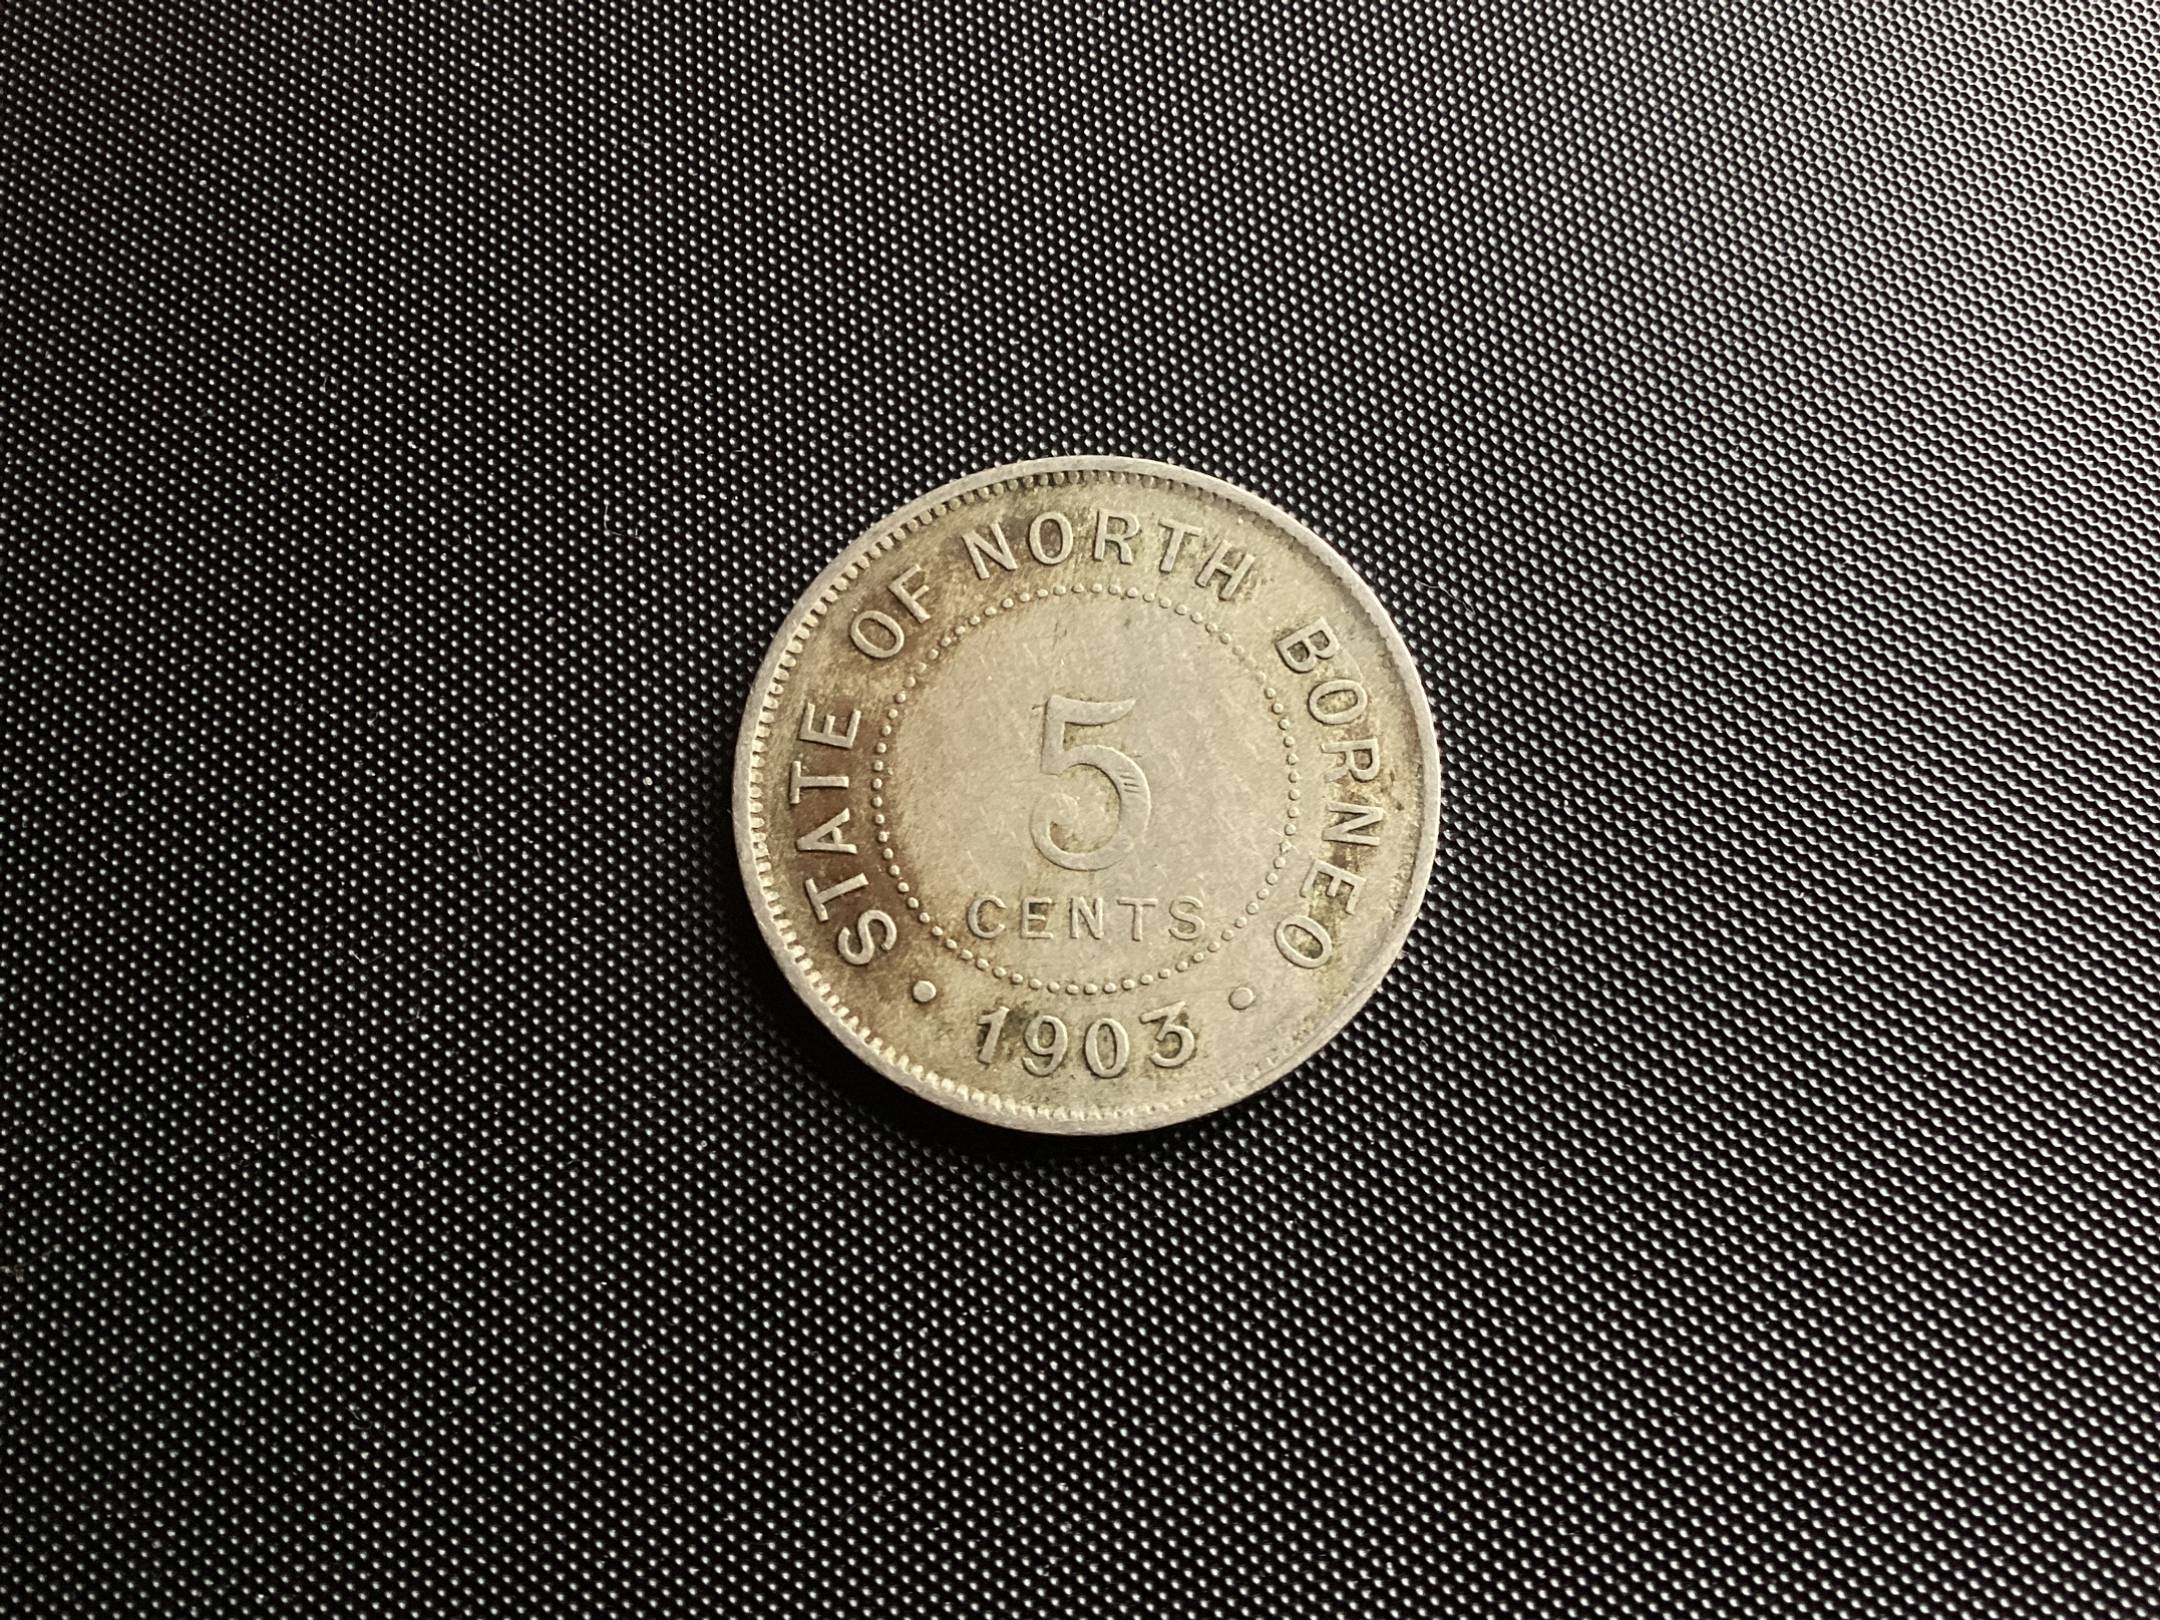 STATE OF NORTH BORNEO
5
CENTS
• 1903 •